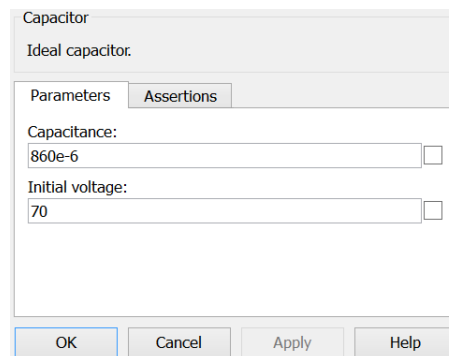 Capacitor
Ideal capacitor.
Parameters Assertions
Capacitance:
860e-6
Initial voltage:
70
OK Cancel Apply Help